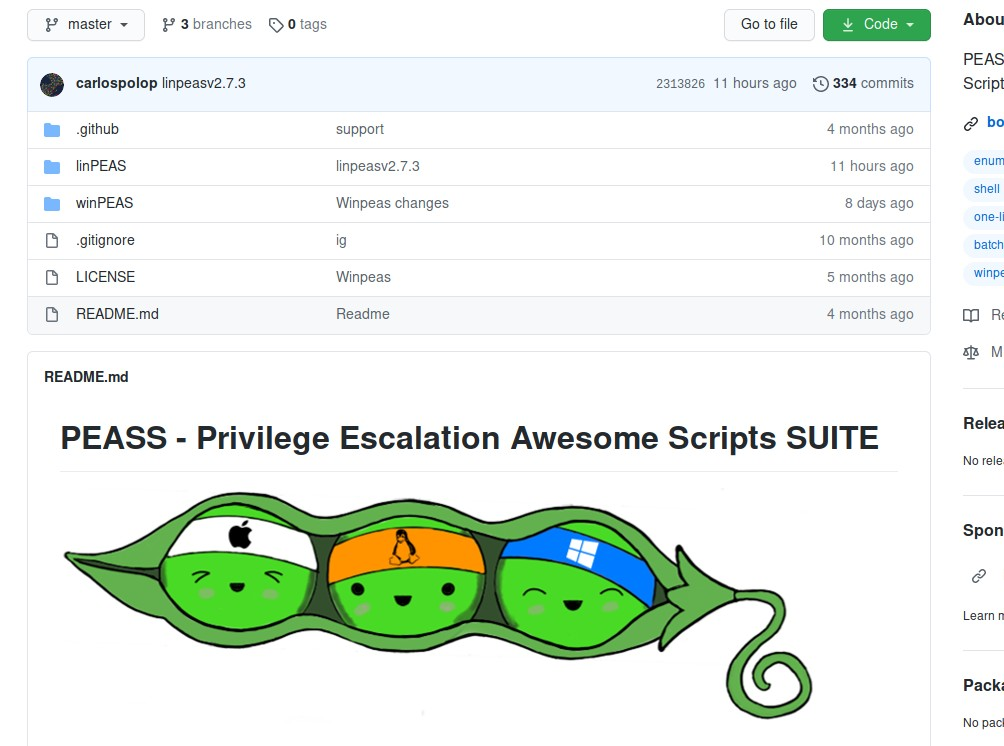 master 3 branches 0 tags Go to file Code
carlospolop linpeasv2.7.3 2313826 11 hours ago 334 commits
.github support 4 months ago
linPEAS linpeasv2.7.3 11 hours ago
winPEAS Winpeas changes 8 days ago
.gitignore ig 10 months ago
LICENSE Winpeas 5 months ago
README.md Readme 4 months ago
README.md
PEASS - Privilege Escalation Awesome Scripts SUITE
Abou
PEAS
Script
bo
enum
shell
one-li
batch
winpe
Re
M
Relea
No rele
Spon
Learn m
Packa
No pac